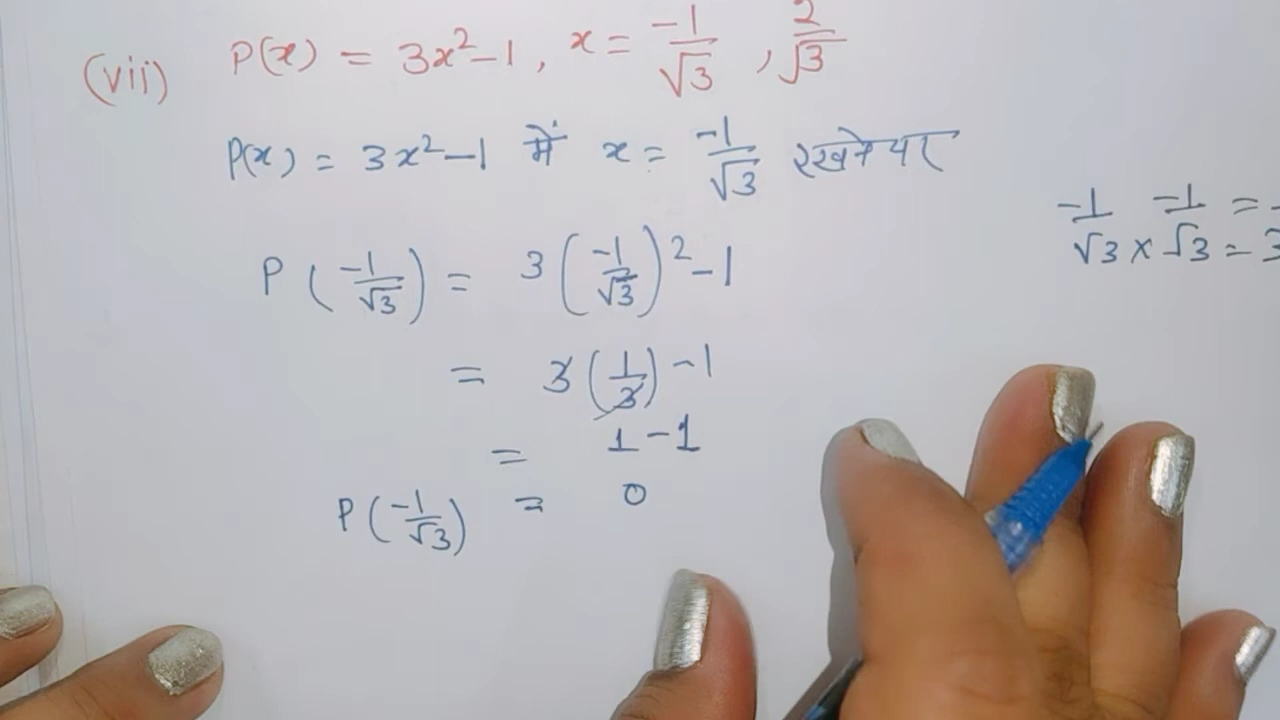 (vii) P(x) = 3x²-1, x = -1/√3 , 2/√3
P(x) = 3x²-1 में x = -1/√3 रखने पर
-1/√3 × -1/√3 = 
P(-1/√3) = 3(-1/√3)²-1
= 3(1/3)-1
= 1-1
P(-1/√3) = 0